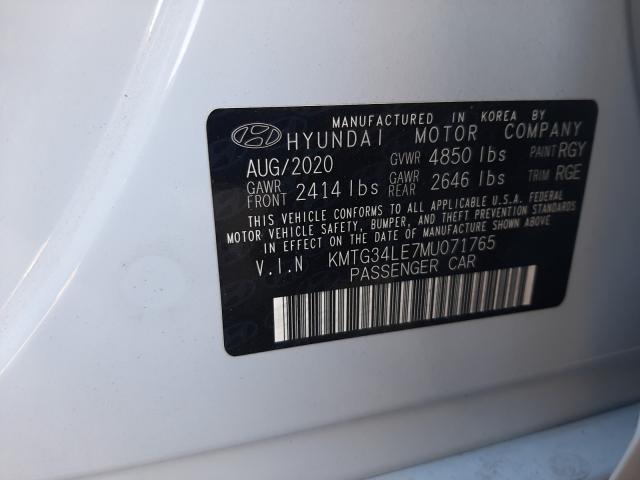 MANUFACTURED IN KOREA BY
HYUNDAI MOTOR COMPANY
AUG/2020 GVWR 4850 lbs PAINT RGY
GAWR FRONT 2414 lbs GAWR REAR 2646 lbs TRIM RGE
THIS VEHICLE CONFORMS TO ALL APPLICABLE U.S.A FEDERAL
MOTOR VEHICLE SAFETY, BUMPER, AND THEFT PREVENTION STANDARDS
IN EFFECT ON THE DATE OF MANUFACTURE SHOWN ABOVE.
V.I.N KMTG34LE7MU071765
PASSENGER CAR